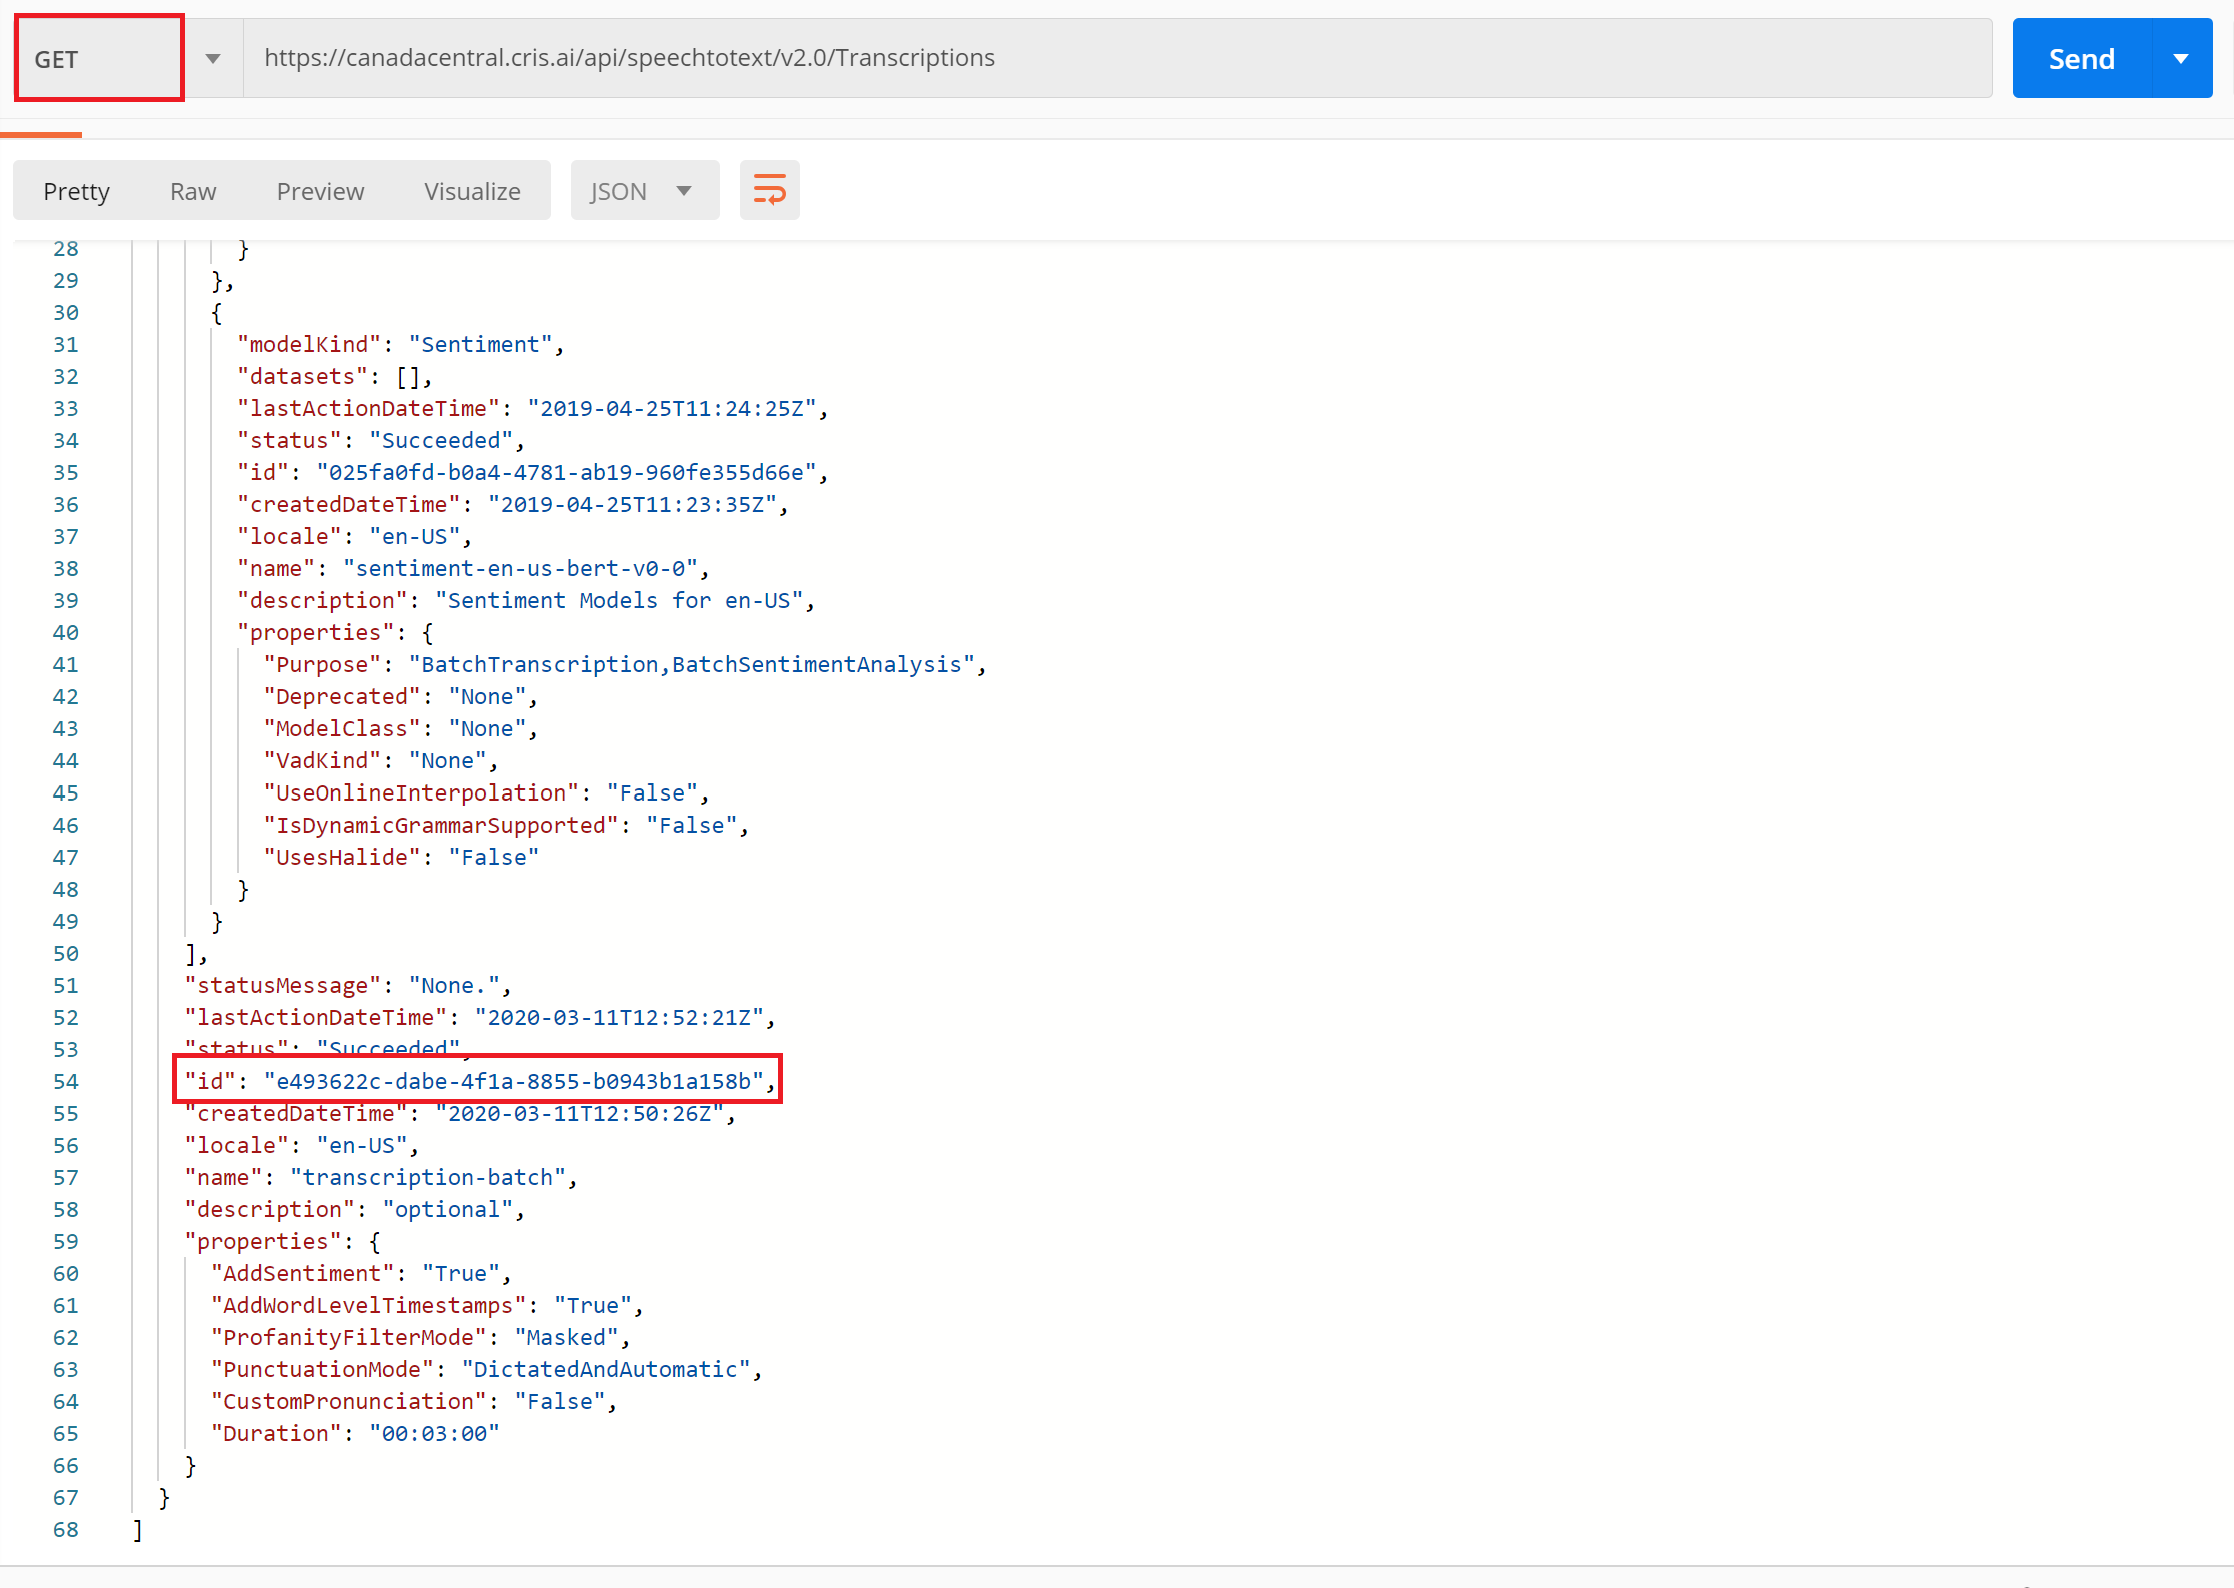 GET https://canadacentral.cris.ai/api/speechtotext/v2.0/Transcriptions Send
Pretty Raw Preview Visualize JSON
28 }
29 },
30 {
31 "modelKind": "Sentiment",
32 "datasets": [],
33 "lastActionDateTime": "2019-04-25T11:24:25Z",
34 "status": "Succeeded",
35 "id": "025fa0fd-b0a4-4781-ab19-960fe355d66e",
36 "createdDateTime": "2019-04-25T11:23:35Z",
37 "locale": "en-US",
38 "name": "sentiment-en-us-bert-v0-0",
39 "description": "Sentiment Models for en-US",
40 "properties": {
41 "Purpose": "BatchTranscription,BatchSentimentAnalysis",
42 "Deprecated": "None",
43 "ModelClass": "None",
44 "VadKind": "None",
45 "UseOnlineInterpolation": "False",
46 "IsDynamicGrammarSupported": "False",
47 "UsesHalide": "False"
48 }
49 }
50 ],
51 "statusMessage": "None.",
52 "lastActionDateTime": "2020-03-11T12:52:21Z",
53 "status": "Succeeded",
54 "id": "e493622c-dabe-4f1a-8855-b0943b1a158b",
55 "createdDateTime": "2020-03-11T12:50:26Z",
56 "locale": "en-US",
57 "name": "transcription-batch",
58 "description": "optional",
59 "properties": {
60 "AddSentiment": "True",
61 "AddWordLevelTimestamps": "True",
62 "ProfanityFilterMode": "Masked",
63 "PunctuationMode": "DictatedAndAutomatic",
64 "CustomPronunciation": "False",
65 "Duration": "00:03:00"
66 }
67 }
68 ]